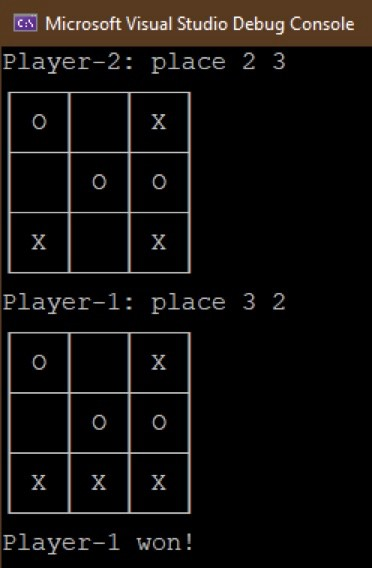 C:\ Microsoft Visual Studio Debug Console
Player-2: place 2 3
O X
O O
X X
Player-1: place 3 2
O X
O O
X X X
Player-1 won!